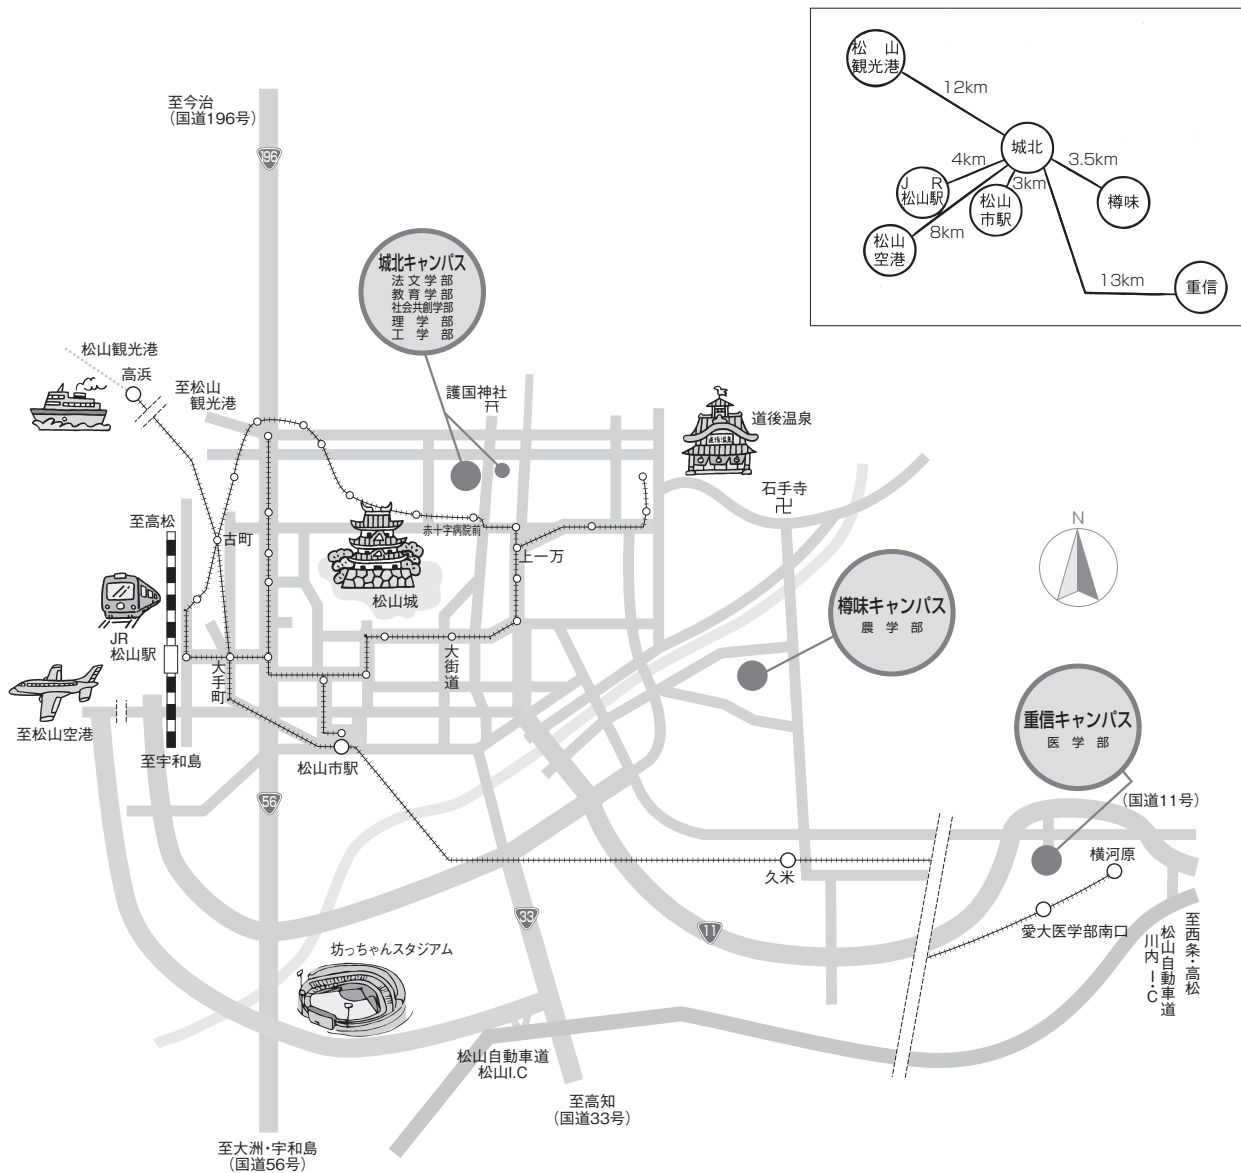 松山
観光港
12km
城北
4km
3.5km
JR
松山駅
3km
松山
市駅
樽味
松山
空港
8km
13km
重信
至今治
（国道196号）
196
城北キャンパス
法文学部
教育学部
社会共創学部
理学部
工学部
松山観光港
高浜
至松山
観光港
護国神社
道後温泉
道後温泉
石手寺
卍
N
至高松
古町
赤十字病院前
上一万
松山城
JR
松山駅
大手町
大街道
樽味キャンパス
農学部
至松山空港
至宇和島
松山市駅
重信キャンパス
医学部
（国道11号）
56
久米
横河原
33
11
愛大医学部南口
坊っちゃんスタジアム
至西条・高松
松山自動車道
川内I・C
松山自動車道
松山I.C
至高知
（国道33号）
至大洲・宇和島
（国道56号）